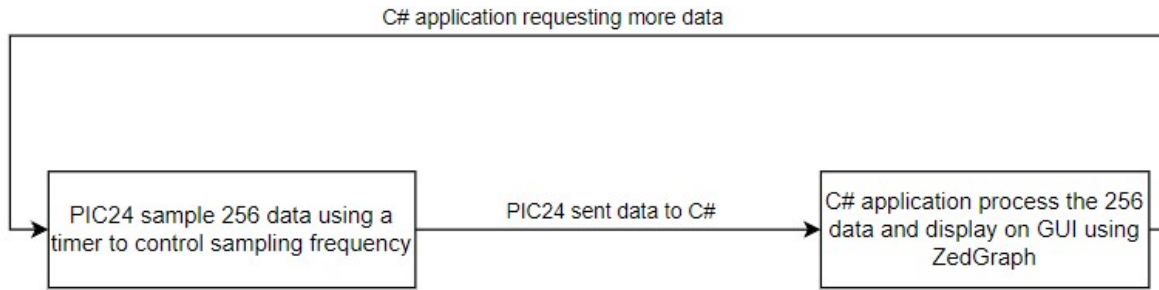 C# application requesting more data
PIC24 sample 256 data using a
timer to control sampling frequency
PIC24 sent data to C#
C# application process the 256
data and display on GUI using
ZedGraph